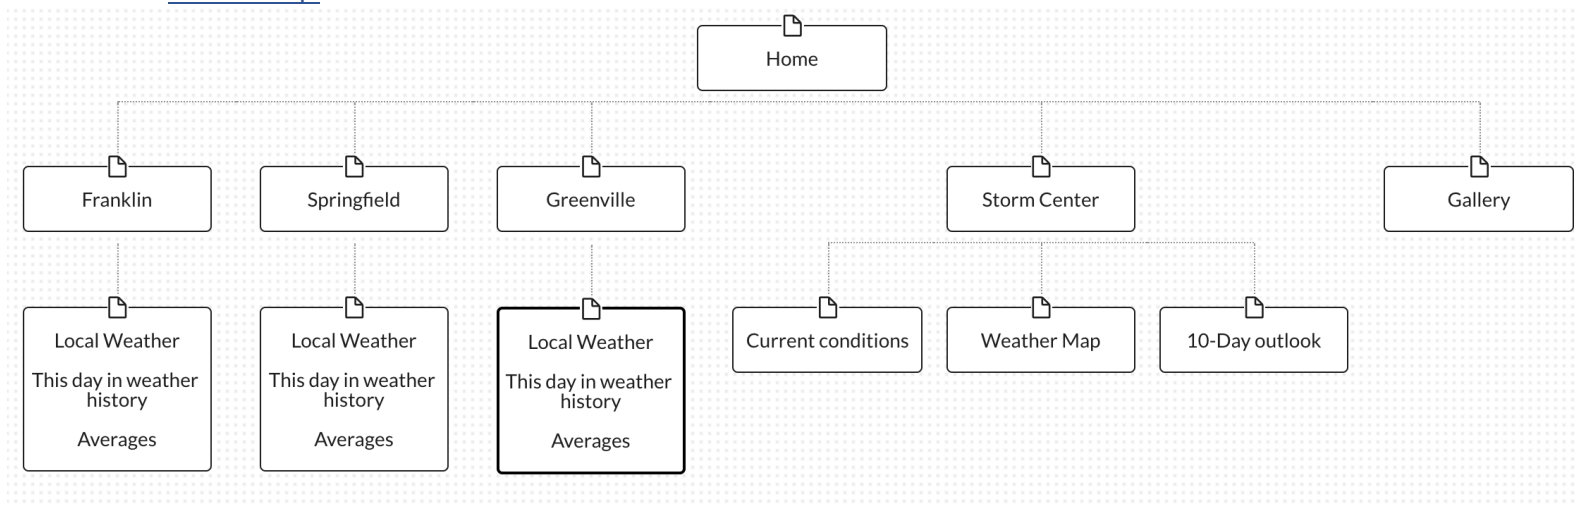 Home
Franklin
Springfield
Greenville
Storm Center
Gallery
Local Weather
This day in weather
history
Averages
Local Weather
This day in weather
history
Averages
Local Weather
This day in weather
history
Averages
Current conditions
Weather Map
10-Day outlook